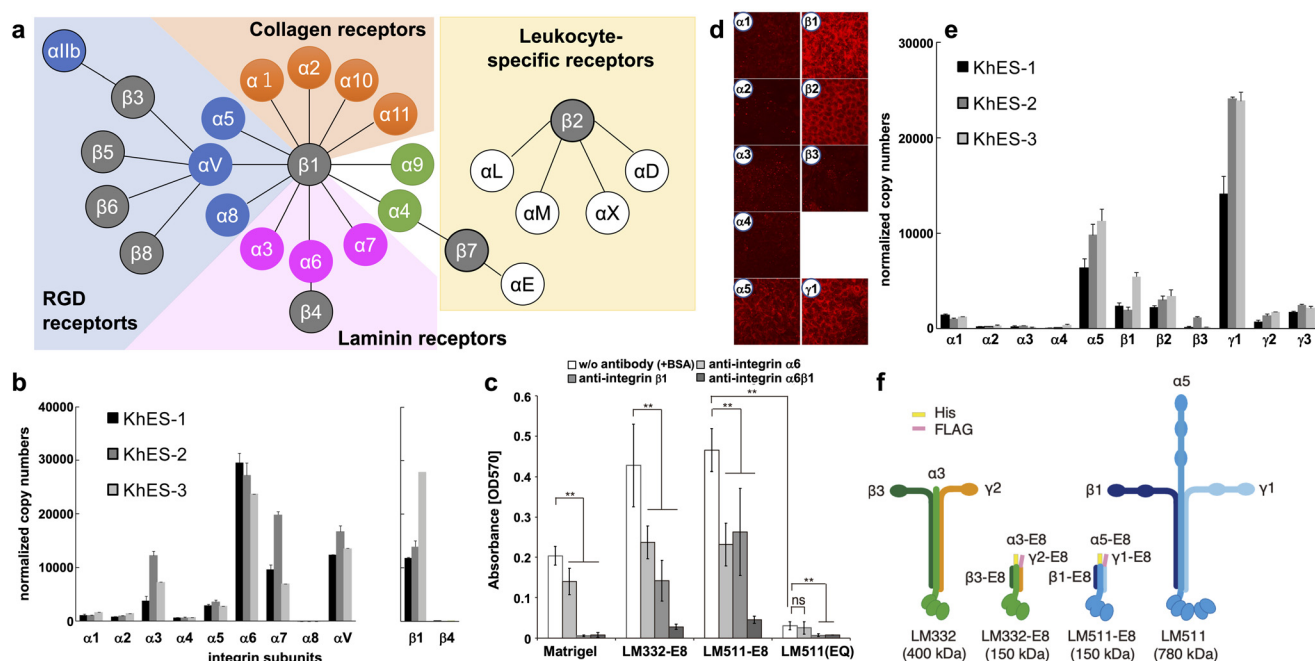 a
Collagen receptors
Leukocyte-
specific receptors
αIIb
β3
α5
α1
α2
α10
α11
β5
αV
β1
α9
β2
αL
αD
αM
αX
β6
α8
α4
β8
α3
α6
α7
β7
αE
β4
RGD
receptorts
Laminin receptors
b
normalized copy numbers
40000
30000
20000
10000
0
KhES-1
KhES-2
KhES-3
α1 α2 α3 α4 α5 α6 α7 α8 αV β1 β4
integrin subunits
c
w/o antibody (+BSA)
anti-integrin α6
anti-integrin β1
anti-integrin α6β1
Absorbance [OD570]
0.6
0.5
0.4
0.3
0.2
0.1
0
**
**
**
**
**
ns
Matrigel LM332-E8 LM511-E8 LM511(EQ)
d
α1 β1
α2 β2
α3 β3
α4
α5 γ1
e
normalized copy numbers
30000
20000
10000
0
KhES-1
KhES-2
KhES-3
α1 α2 α3 α4 α5 β1 β2 β3 γ1 γ2 γ3
f
His
FLAG
α5
α3
β3
γ2
β1
γ1
α3-E8
γ2-E8
β3-E8
α5-E8
γ1-E8
β1-E8
LM332 LM332-E8 LM511-E8 LM511
(400 kDa) (150 kDa) (150 kDa) (780 kDa)